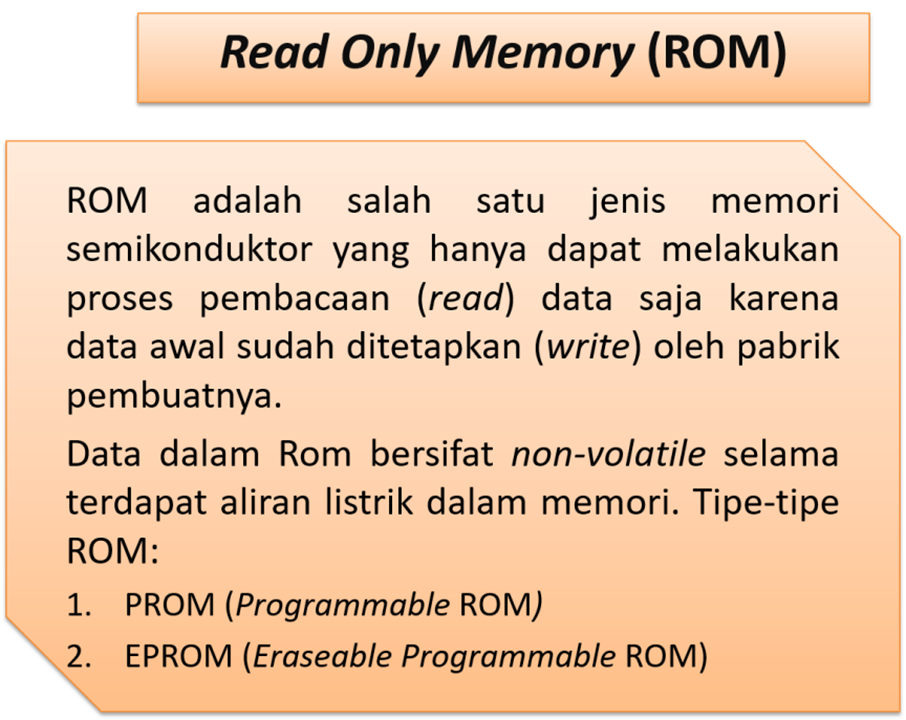 Read Only Memory (ROM)
ROM adalah salah satu jenis memori
semikonduktor yang hanya dapat melakukan
proses pembacaan (read) data saja karena
data awal sudah ditetapkan (write) oleh pabrik
pembuatnya.
Data dalam Rom bersifat non-volatile selama
terdapat aliran listrik dalam memori. Tipe-tipe
ROM:
1. PROM (Programmable ROM)
2. EPROM (Eraseable Programmable ROM)